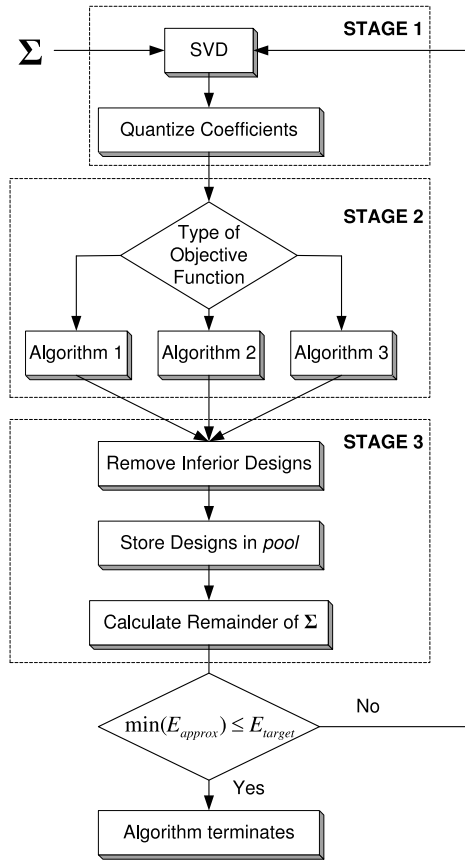 STAGE 1
Σ
SVD
Quantize Coefficients
STAGE 2
Type of
Objective
Function
Algorithm 1
Algorithm 2
Algorithm 3
STAGE 3
Remove Inferior Designs
Store Designs in pool
Calculate Remainder of Σ
min(E_approx) ≤ E_target
No
Yes
Algorithm terminates